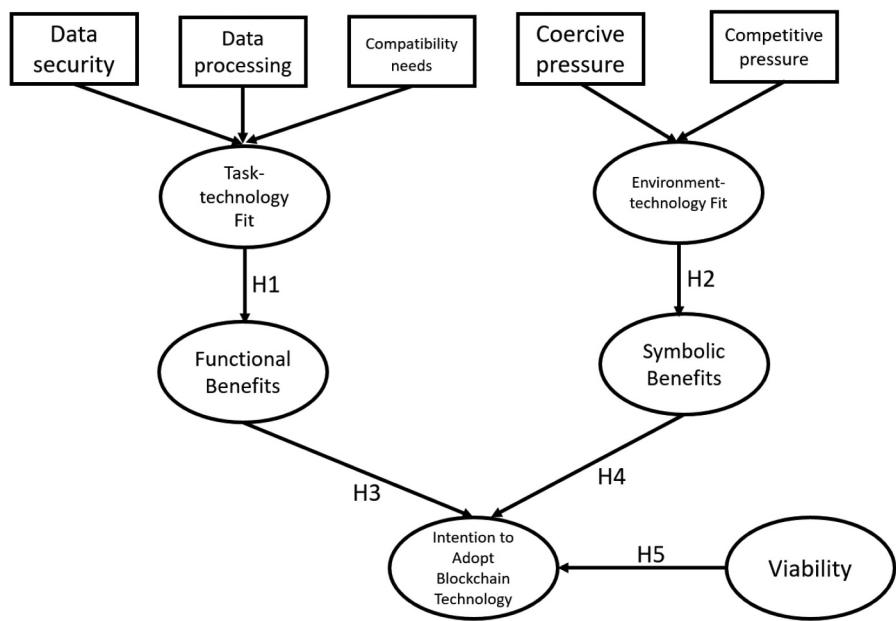 Data
security
Data
processing
Compatibility
needs
Coercive
pressure
Competitive
pressure
Task-
technology
Fit
Environment-
technology Fit
H1
H2
Functional
Benefits
Symbolic
Benefits
H3
H4
Intention to
Adopt
Blockchain
Technology
H5
Viability